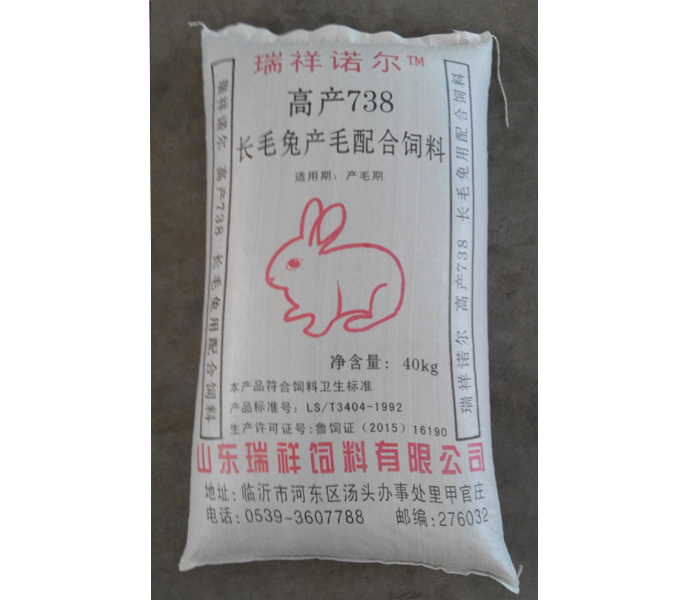 瑞祥诺尔™
高产738
长毛兔产毛配合饲料
适用期：产毛期
瑞祥诺尔 高产738 长毛兔用配合饲料
瑞祥诺尔 高产738 长毛兔用配合饲料
净含量：40kg
本产品符合饲料卫生标准
产品标准号：LS/T3404-1992
生产许可证号:鲁饲证（2015）16190
山东瑞祥饲料有限公司
地址：临沂市河东区汤头办事处里甲官庄
电话：0539-3607788 邮编:276032